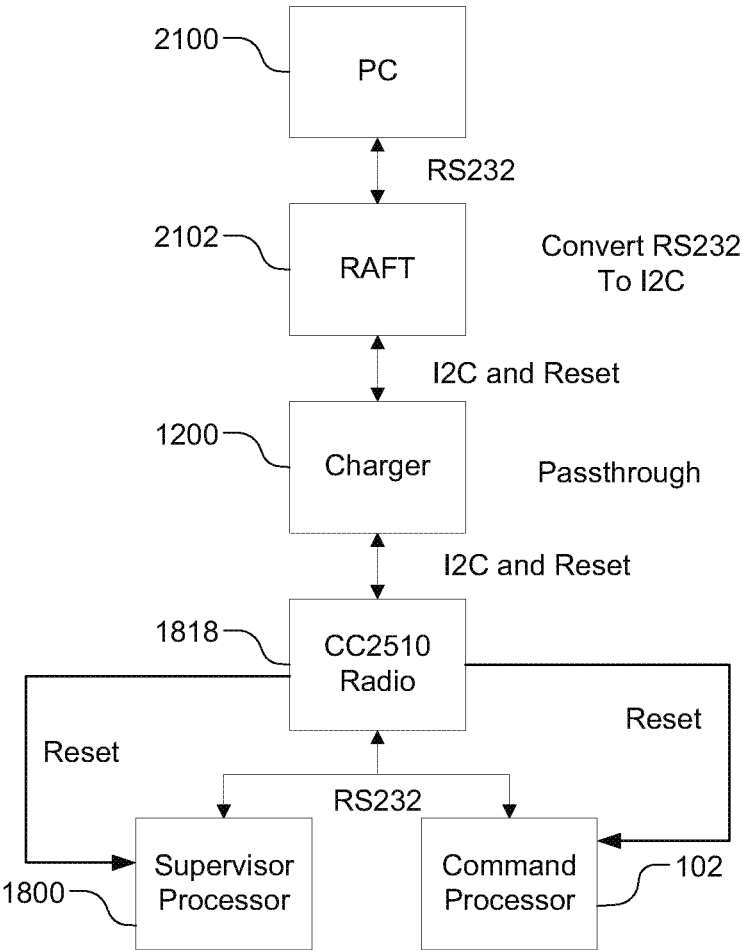 2100
PC
RS232
2102
RAFT
Convert RS232
To I2C
I2C and Reset
1200
Charger
Passthrough
I2C and Reset
1818
CC2510
Radio
Reset
Reset
RS232
Supervisor
Processor
1800
Command
Processor
102